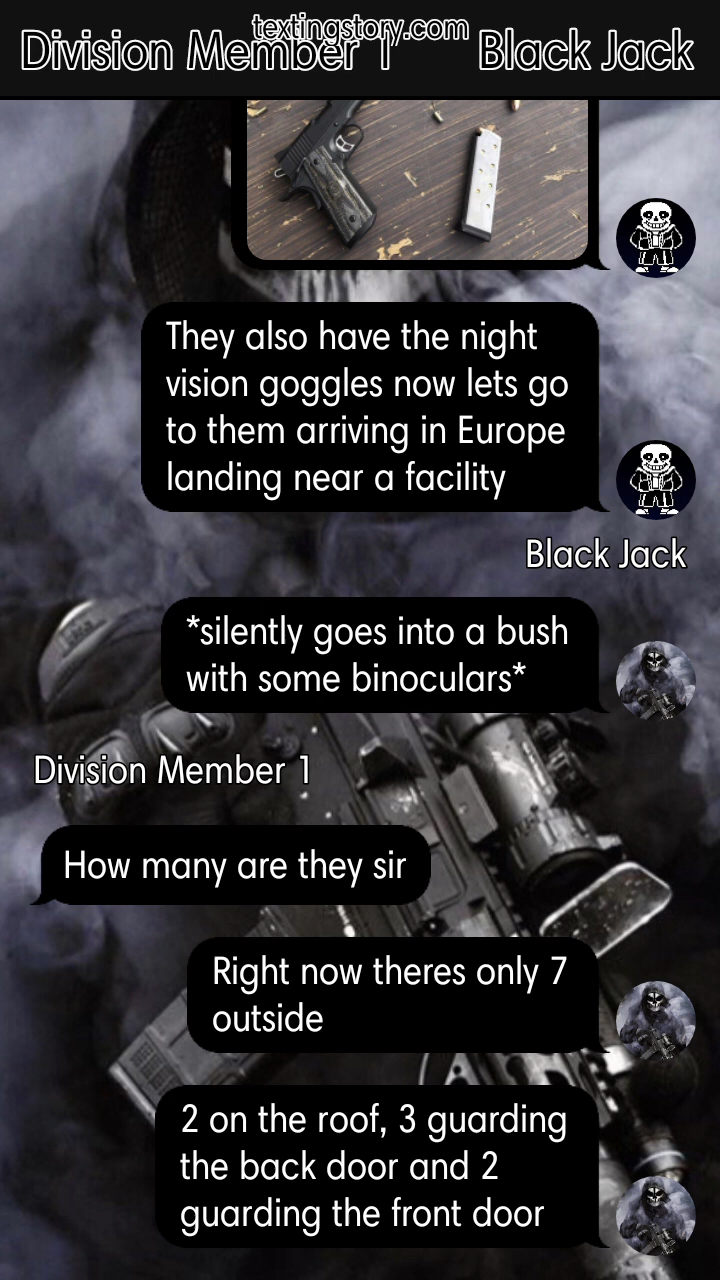 textingstory.com
Division Member 1
Black Jack
They also have the night
vision goggles now lets go
to them arriving in Europe
landing near a facility
Black Jack
*silently goes into a bush
with some binoculars*
Division Member 1
How many are they sir
Right now theres only 7
outside
2 on the roof, 3 guarding
the back door and 2
guarding the front door